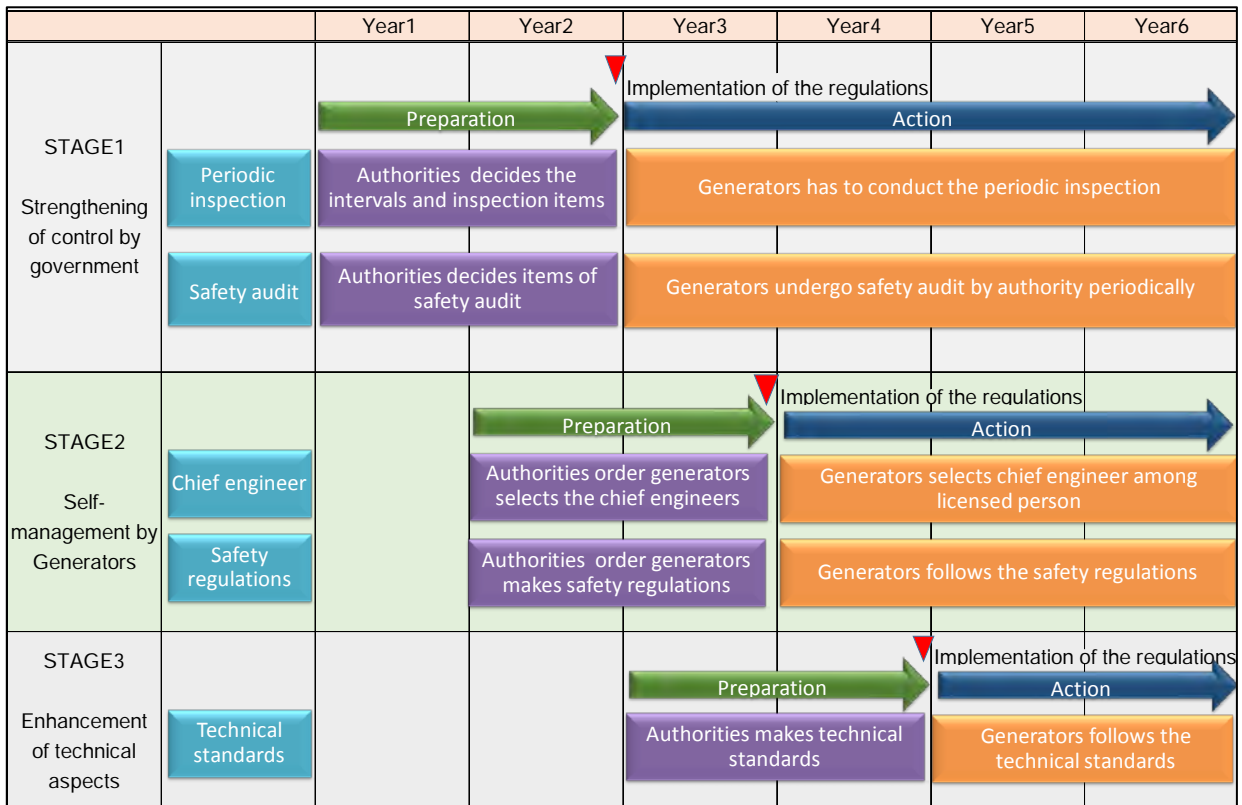 Year1 Year2 Year3 Year4 Year5 Year6
Implementation of the regulations
Preparation
Action
STAGE1
Strengthening
of control by
government
Periodic
inspection
Authorities decides the
intervals and inspection items
Generators has to conduct the periodic inspection
Safety audit
Authorities decides items of
safety audit
Generators undergo safety audit by authority periodically
Implementation of the regulations
Preparation
Action
STAGE2
Self-
management by
Generators
Chief engineer
Authorities order generators
selects the chief engineers
Generators selects chief engineer among
licensed person
Safety
regulations
Authorities order generators
makes safety regulations
Generators follows the safety regulations
Implementation of the regulations
Preparation
Action
STAGE3
Enhancement
of technical
aspects
Technical
standards
Authorities makes technical
standards
Generators follows the
technical standards